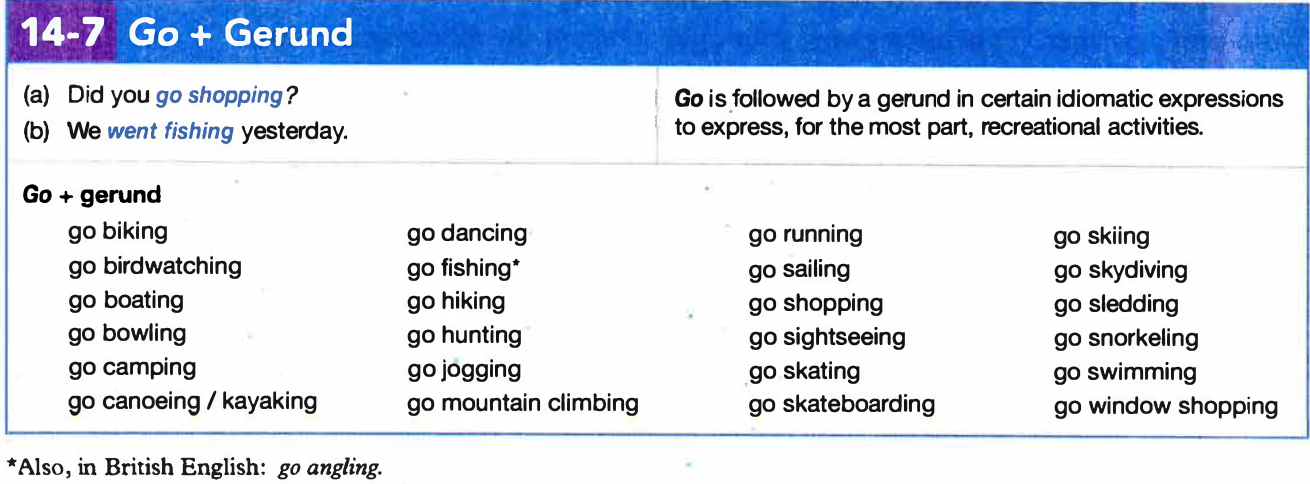 14-7 Go + Gerund
(a) Did you go shopping?
(b) We went fishing yesterday.
Go is followed by a gerund in certain idiomatic expressions
to express, for the most part, recreational activities.
Go + gerund
go biking
go birdwatching
go boating
go bowling
go camping
go canoeing / kayaking
go dancing
go fishing*
go hiking
go hunting
go jogging
go mountain climbing
go running
go sailing
go shopping
go sightseeing
go skating
go skateboarding
go skiing
go skydiving
go sledding
go snorkeling
go swimming
go window shopping
*Also, in British English: go angling.